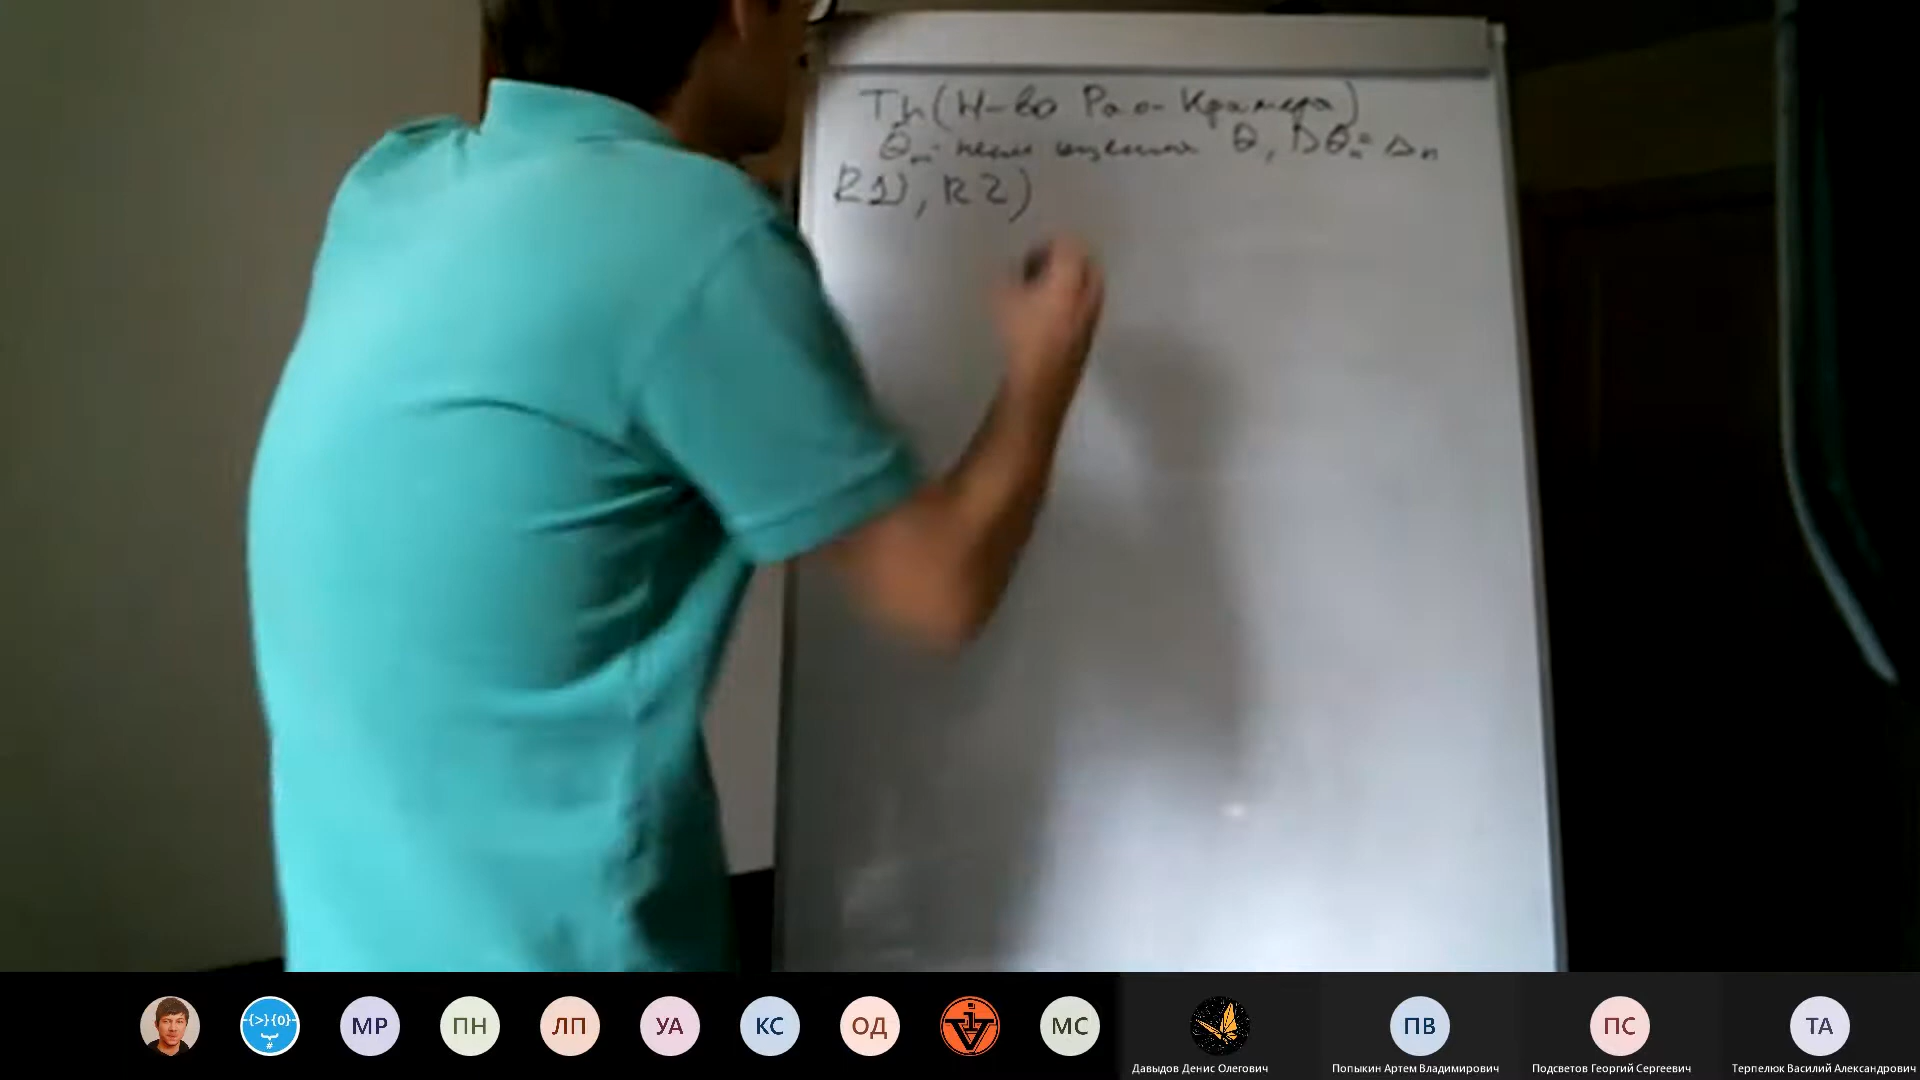 Th (Н-во Рао-Крамера)
θₙ - несм оценка θ, Dθₙ = Δₙ
R1), R2)
{>}{0}
#
МР
ПН
ЛП
УА
КС
ОД
МС
ПВ
ПС
ТА
Давыдов Денис Олегович
Попыкин Артем Владимирович
Подсветов Георгий Сергеевич
Терпелюк Василий Александрович